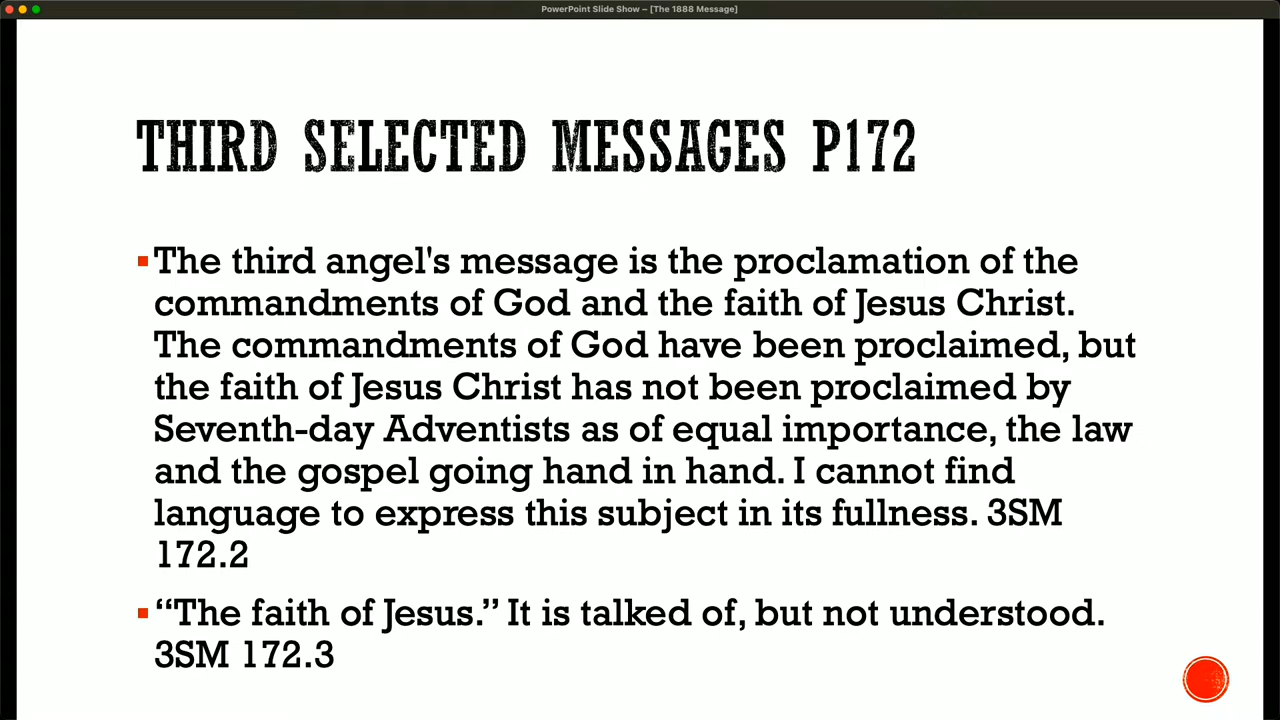 PowerPoint Slide Show – [The 1888 Message]
THIRD SELECTED MESSAGES P172
The third angel's message is the proclamation of the
commandments of God and the faith of Jesus Christ.
The commandments of God have been proclaimed, but
the faith of Jesus Christ has not been proclaimed by
Seventh-day Adventists as of equal importance, the law
and the gospel going hand in hand. I cannot find
language to express this subject in its fullness. 3SM
172.2
“The faith of Jesus.” It is talked of, but not understood.
3SM 172.3